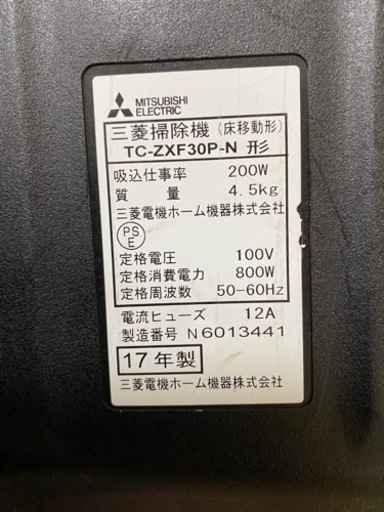 MITSUBISHI
ELECTRIC
三菱掃除機（床移動形）
TC-ZXF30P-N 形
吸込仕事率 200W
質量 4.5kg
三菱電機ホーム機器株式会社
PS
E
定格電圧 100V
定格消費電力 800W
定格周波数 50-60Hz
電流ヒューズ 12A
製造番号 N6013441
17年製
三菱電機ホーム機器株式会社